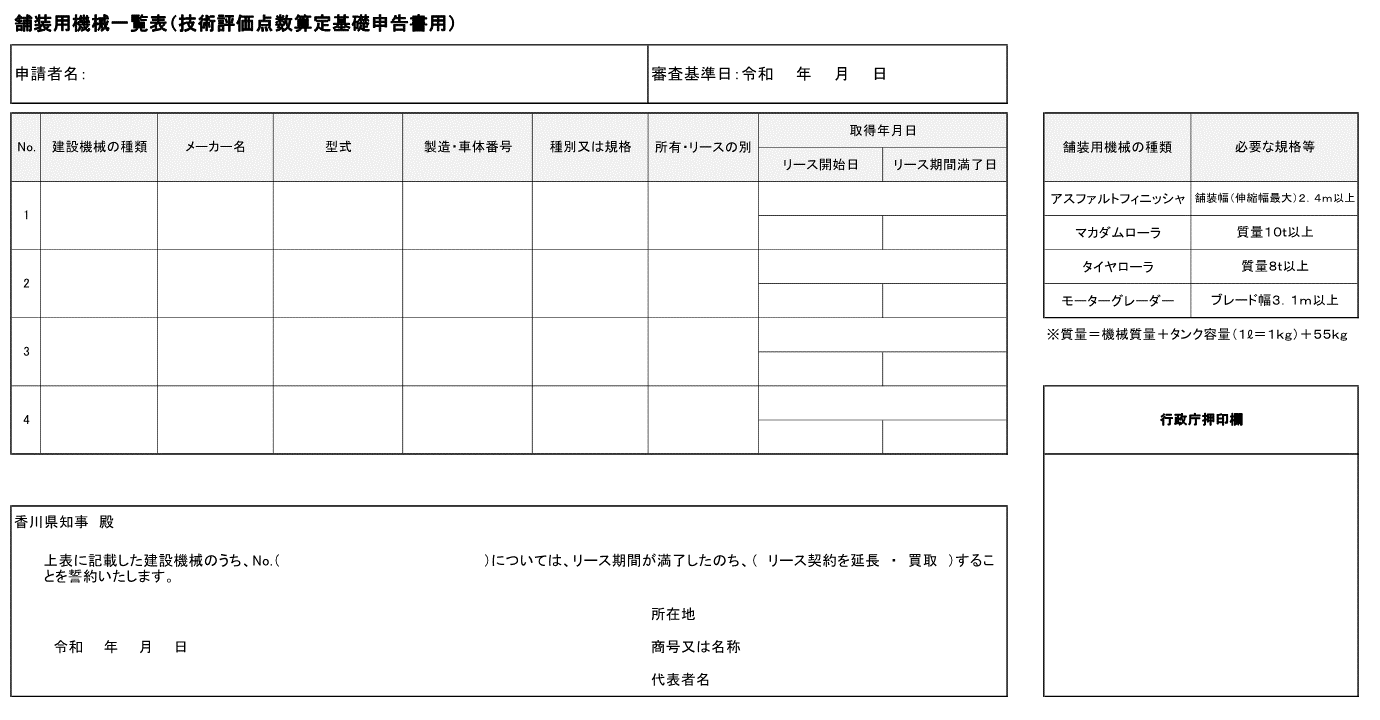 舗装用機械一覧表（技術評価点数算定基礎申告書用）
申請者名：
審査基準日：令和　年　月　日
No.
建設機械の種類
メーカー名
型式
製造・車体番号
種別又は規格
所有・リースの別
取得年月日
リース開始日
リース期間満了日
1
2
3
4
舗装用機械の種類
必要な規格等
アスファルトフィニッシャ
舗装幅（伸縮幅最大）２．４ｍ以上
マカダムローラ
質量１０ｔ以上
タイヤローラ
質量８ｔ以上
モーターグレーダー
ブレード幅３．１ｍ以上
※質量＝機械質量＋タンク容量（１ℓ＝１kg）＋５５kg
行政庁押印欄
香川県知事　殿
上表に記載した建設機械のうち、No.（　　　　　）については、リース期間が満了したのち、（　リース契約を延長　・　買取　）するこ
とを誓約いたします。
所在地
令和　年　月　日
商号又は名称
代表者名